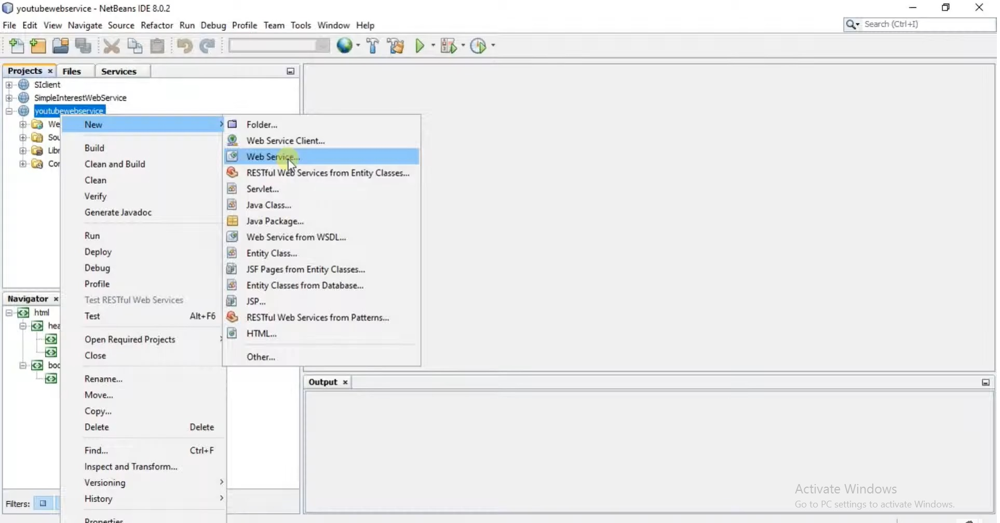 youtubewebservice - NetBeans IDE 8.0.2
File Edit View Navigate Source Refactor Run Debug Profile Team Tools Window Help
Search (Ctrl+I)
Projects Files Services
SIclient
SimpleInterestWebService
youtubewebservice
We
Sou
Libr
Cor
New
Build
Clean and Build
Clean
Verify
Generate Javadoc
Run
Deploy
Debug
Profile
Test RESTful Web Services
Test Alt+F6
Open Required Projects
Close
Rename...
Move...
Copy...
Delete Delete
Find... Ctrl+F
Inspect and Transform...
Versioning
History
Properties
Folder...
Web Service Client...
Web Service...
RESTful Web Services from Entity Classes...
Servlet...
Java Class...
Java Package...
Web Service from WSDL...
Entity Class...
JSF Pages from Entity Classes...
Entity Classes from Database...
JSP...
RESTful Web Services from Patterns...
HTML...
Other...
Navigator
html
hea
bod
Filters:
Output
Activate Windows
Go to PC settings to activate Windows.